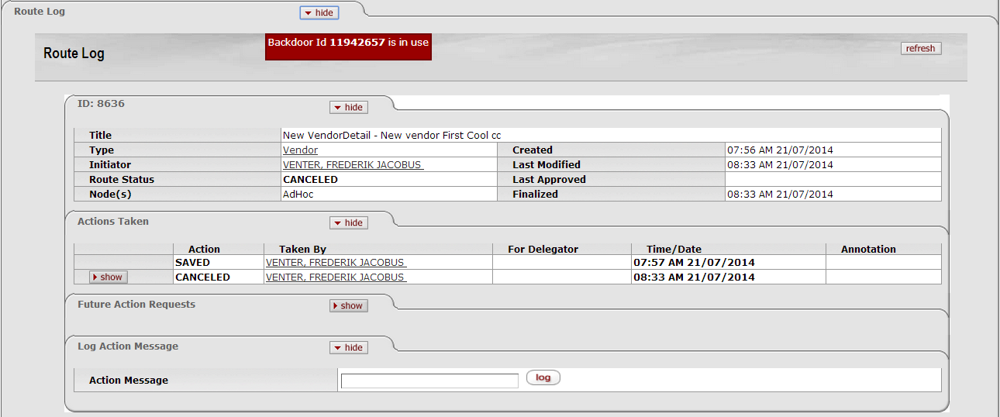 Route Log hide
Route Log Backdoor Id 11942657 is in use refresh
ID: 8636 hide
Title New VendorDetail - New vendor First Cool cc
Type Vendor Created 07:56 AM 21/07/2014
Initiator VENTER, FREDERIK JACOBUS Last Modified 08:33 AM 21/07/2014
Route Status CANCELED Last Approved
Node(s) AdHoc Finalized 08:33 AM 21/07/2014
Actions Taken hide
Action Taken By For Delegator Time/Date Annotation
SAVED VENTER, FREDERIK JACOBUS 07:57 AM 21/07/2014
show CANCELED VENTER, FREDERIK JACOBUS 08:33 AM 21/07/2014
Future Action Requests show
Log Action Message hide
Action Message log